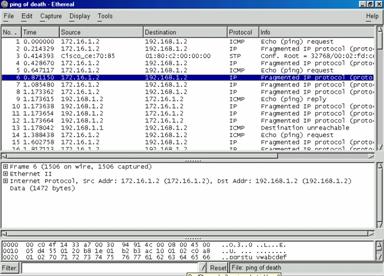 ping of death - Ethereal
File Edit Capture Display Tools Help
No. . Time Source Destination Protocol Info
1 0.000000 172.16.1.2 192.168.1.2 ICMP Echo (ping) request
2 0.214329 172.16.1.2 192.168.1.2 IP Fragmented IP protocol (proto=
3 0.414393 Cisco_ce:70:85 01:80:c2:00:00:00 STP Conf. Root = 32768/00:02:fd:
4 0.428670 172.16.1.2 192.168.1.2 IP Fragmented IP protocol (proto=
5 0.647117 172.16.1.2 192.168.1.2 ICMP Echo (ping) request
6 0.871150 172.16.1.2 192.168.1.2 IP Fragmented IP protocol (proto
7 1.085480 172.16.1.2 192.168.1.2 IP Fragmented IP protocol (proto=
8 1.173362 192.168.1.2 172.16.1.2 IP Fragmented IP protocol (proto=
9 1.173615 192.168.1.2 172.16.1.2 ICMP Echo (ping) reply
10 1.173638 192.168.1.2 172.16.1.2 IP Fragmented IP protocol (proto=
11 1.173654 192.168.1.2 172.16.1.2 IP Fragmented IP protocol (proto=
12 1.173664 192.168.1.2 172.16.1.2 IP Fragmented IP protocol (proto=
13 1.178042 192.168.1.1 192.168.1.2 ICMP Destination unreachable
14 1.388438 172.16.1.2 192.168.1.2 ICMP Echo (ping) request
15 1.602758 172.16.1.2 192.168.1.2 IP Fragmented IP protocol (proto=
Frame 6 (1506 on wire, 1506 captured)
Ethernet II
Internet Protocol, Src Addr: 172.16.1.2 (172.16.1.2), Dst Addr: 192.168.1.2 (192.168.1.2)
Data (1472 bytes)
0000 00 c0 4f 14 33 a7 00 30 94 91 4c 00 08 00 45 00
0010 05 d4 55 01 20 b8 1e 01 b2 b3 ac 10 01 02 c0 a8
0020 01 02 70 71 72 73 74 75 76 77 61 62 63 64 65 66
Filter: Reset File: ping of death